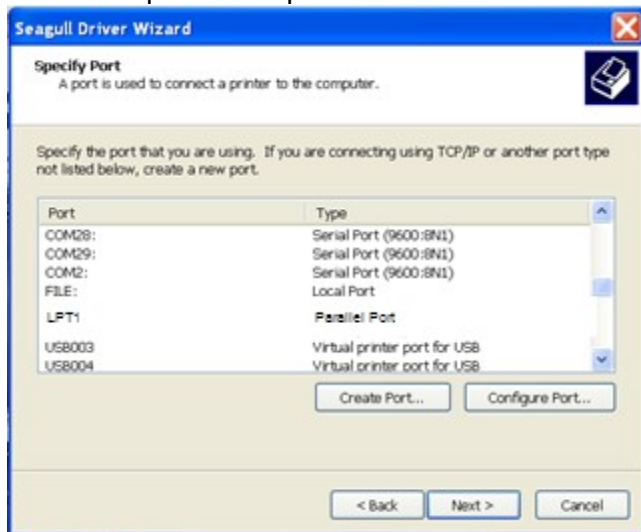 Seagull Driver Wizard
Specify Port
A port is used to connect a printer to the computer.
Specify the port that you are using. If you are connecting using TCP/IP or another port type
not listed below, create a new port.
Port Type
COM28: Serial Port (9600:8N1)
COM29: Serial Port (9600:8N1)
COM2: Serial Port (9600:8N1)
FILE: Local Port
LPT1 Parallel Port
USB003 Virtual printer port for USB
USB004 Virtual printer port for USB
Create Port... Configure Port...
< Back Next > Cancel